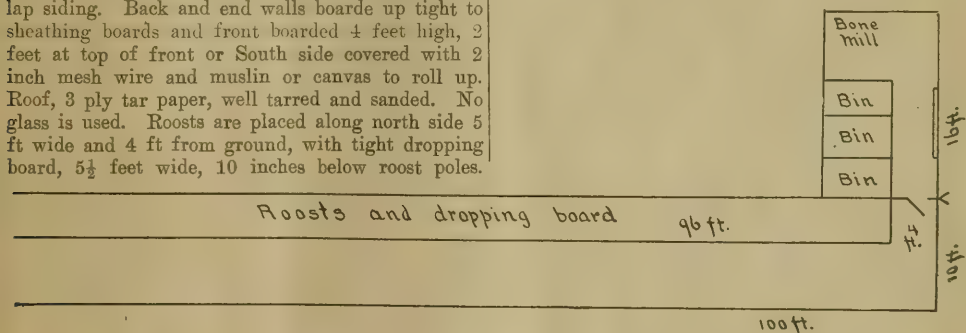 lap siding. Back and end walls boarde up tight to
sheathing boards and front boarded 4 feet high, 2
feet at top of front or South side covered with 2
inch mesh wire and muslin or canvas to roll up.
Roof, 3 ply tar paper, well tarred and sanded. No
glass is used. Roosts are placed along north side 5
ft wide and 4 ft from ground, with tight dropping
board, 5½ feet wide, 10 inches below roost poles.
Bone
mill
Bin
Bin
Bin
16 ft.
Roosts and dropping board 96 ft.
4
ft.
10 ft.
100 ft.